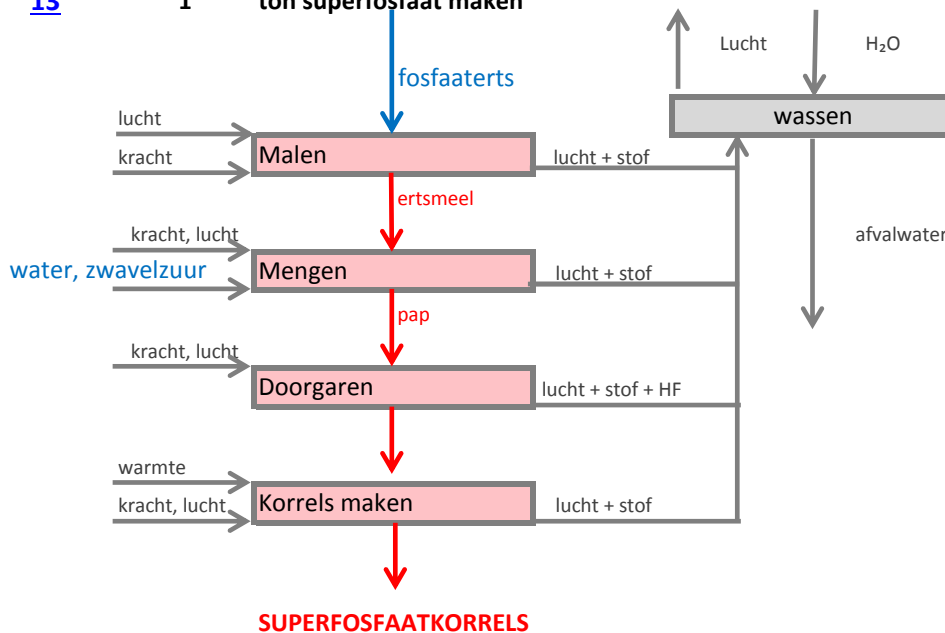 13 1 ton superfosfaat maken
Lucht H₂O
fosfaaterts
wassen
lucht
kracht
Malen
lucht + stof
ertsmeel
kracht, lucht
water, zwavelzuur
Mengen
lucht + stof
afvalwater
pap
kracht, lucht
Doorgaren
lucht + stof + HF
warmte
kracht, lucht
Korrels maken
lucht + stof
SUPERFOSFAATKORRELS